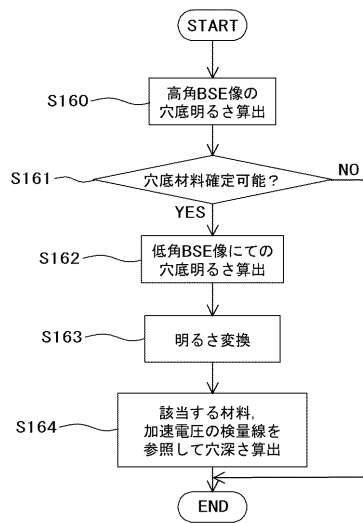 START
S160
高角BSE像の
穴底明るさ算出
S161
穴底材料確定可能?
NO
YES
S162
低角BSE像にての
穴底明るさ算出
S163
明るさ変換
S164
該当する材料,
加速電圧の検量線を
参照して穴深さ算出
END